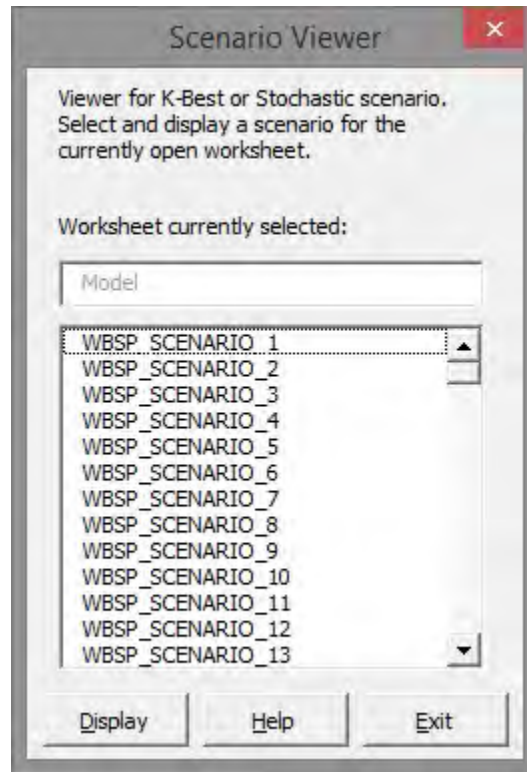 Scenario Viewer
Viewer for K-Best or Stochastic scenario.
Select and display a scenario for the
currently open worksheet.
Worksheet currently selected:
Model
WBSP_SCENARIO_1
WBSP_SCENARIO_2
WBSP_SCENARIO_3
WBSP_SCENARIO_4
WBSP_SCENARIO_5
WBSP_SCENARIO_6
WBSP_SCENARIO_7
WBSP_SCENARIO_8
WBSP_SCENARIO_9
WBSP_SCENARIO_10
WBSP_SCENARIO_11
WBSP_SCENARIO_12
WBSP_SCENARIO_13
Display Help Exit